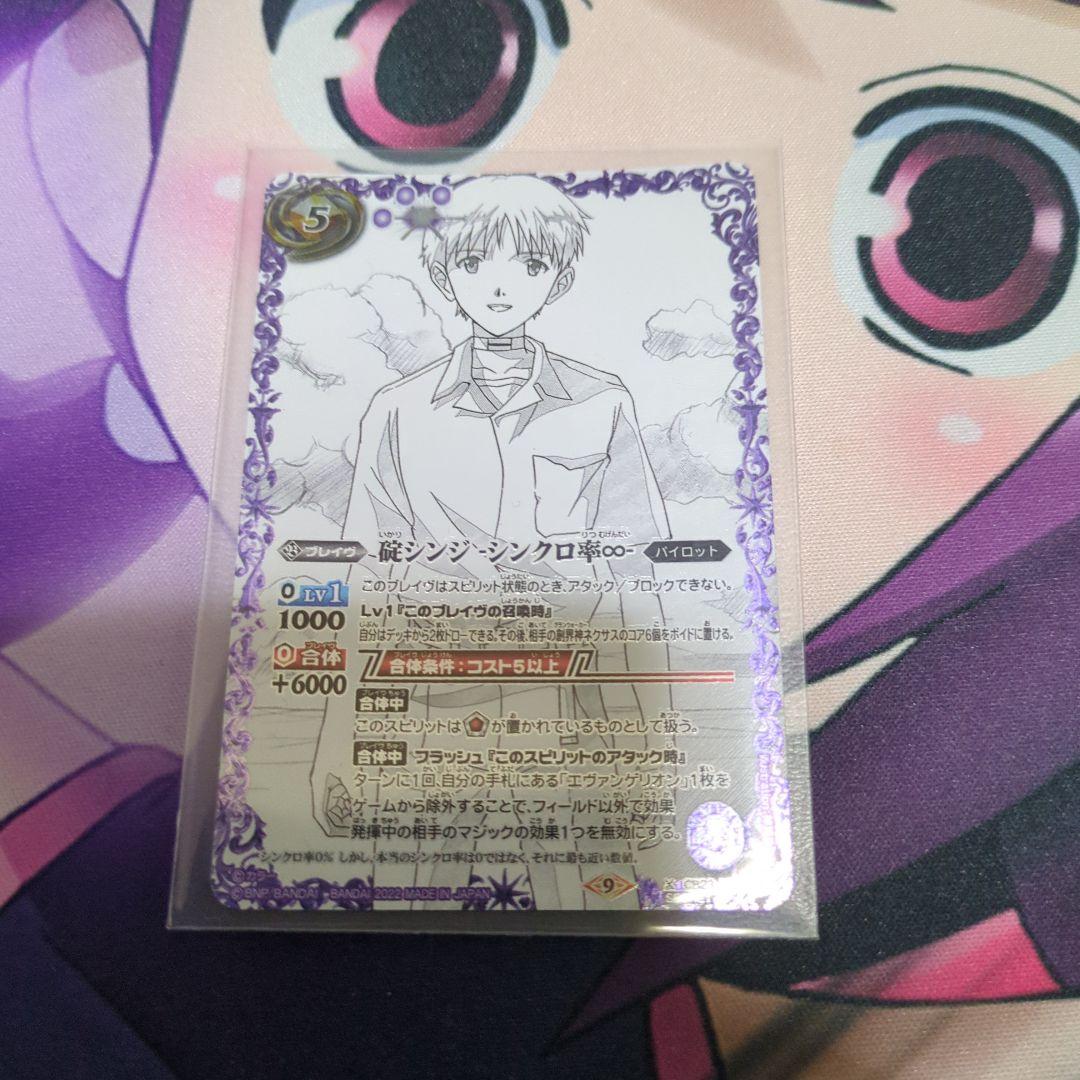 5
碇シンジ -シンクロ率∞-
ブレイヴ
パイロット
0 LV1
1000
このブレイヴはスピリット状態のとき、アタック/ブロックできない。
Lv1『このブレイヴの召喚時』
自分はデッキから2枚ドローできる。その後、相手の創界神ネクサスのコア6個をボイドに置ける。
0 合体
+6000
合体条件:コスト5以上
合体中
このスピリットは が置かれているものとして扱う。
合体中 フラッシュ『このスピリットのアタック時』
ターンに1回、自分の手札にある「エヴァンゲリオン」1枚を
ゲームから除外することで、フィールド以外で効果
発揮中の相手のマジックの効果1つを無効にする。
シンクロ率0% しかし、本当のシンクロ率は0ではなく、それに最も近い数値。
©カラー
©BNP/BANDAI ・BANDAI 2022 MADE IN JAPAN
9